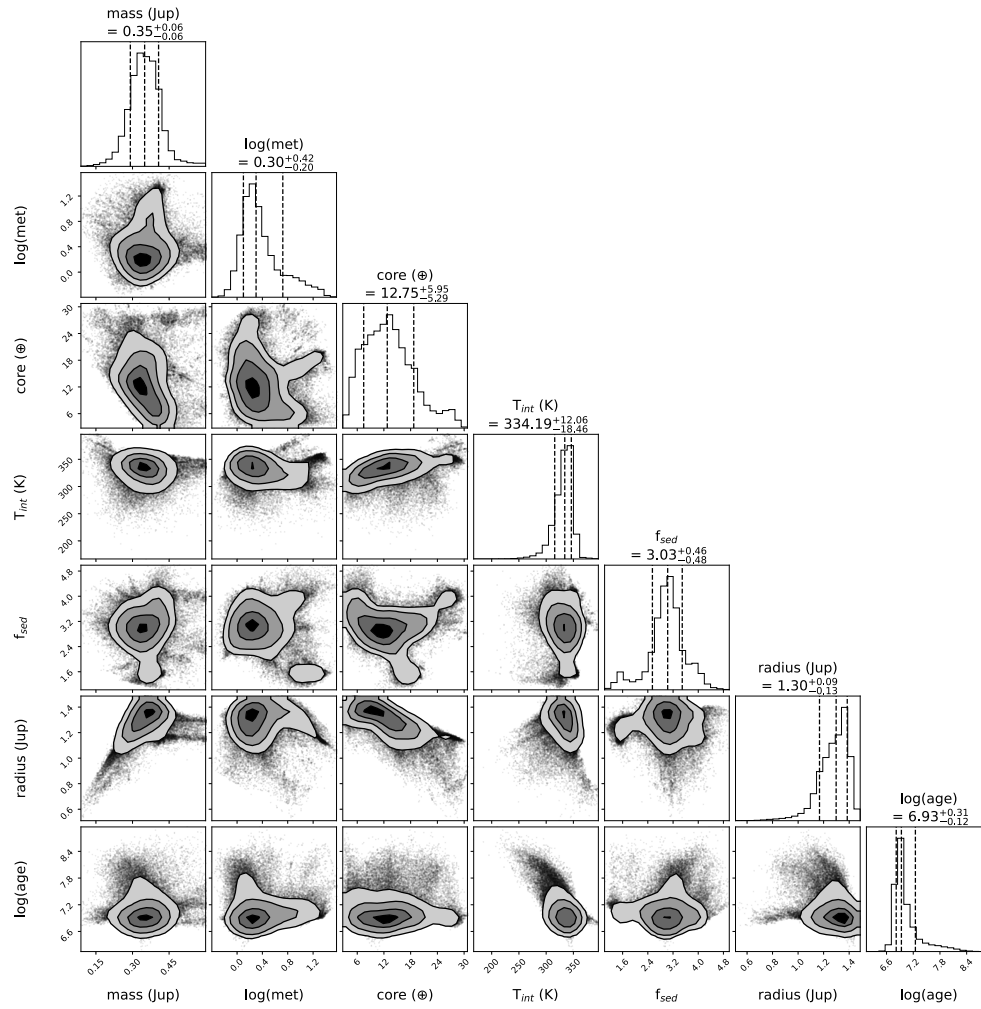 mass (Jup)
= 0.35+0.06
−0.06
log(met)
= 0.30+0.42
−0.20
core (⊕)
= 12.75+5.95
−5.29
Tint (K)
= 334.19+12.06
−18.46
fsed
= 3.03+0.46
−0.48
radius (Jup)
= 1.30+0.09
−0.13
log(age)
= 6.93+0.31
−0.12
log(met)
1.2
0.8
0.4
0.0
core (⊕)
30
24
18
12
6
Tint (K)
350
300
250
200
fsed
4.8
4.0
3.2
2.4
1.6
radius (Jup)
1.4
1.2
1.0
0.8
0.6
log(age)
8.4
7.8
7.2
6.6
0.15 0.30 0.45
0.0 0.4 0.8 1.2
6 12 18 24 30
200 250 300 350
1.6 2.4 3.2 4.0 4.8
0.6 0.8 1.0 1.2 1.4
6.6 7.2 7.8 8.4
mass (Jup) log(met) core (⊕) Tint (K) fsed radius (Jup) log(age)